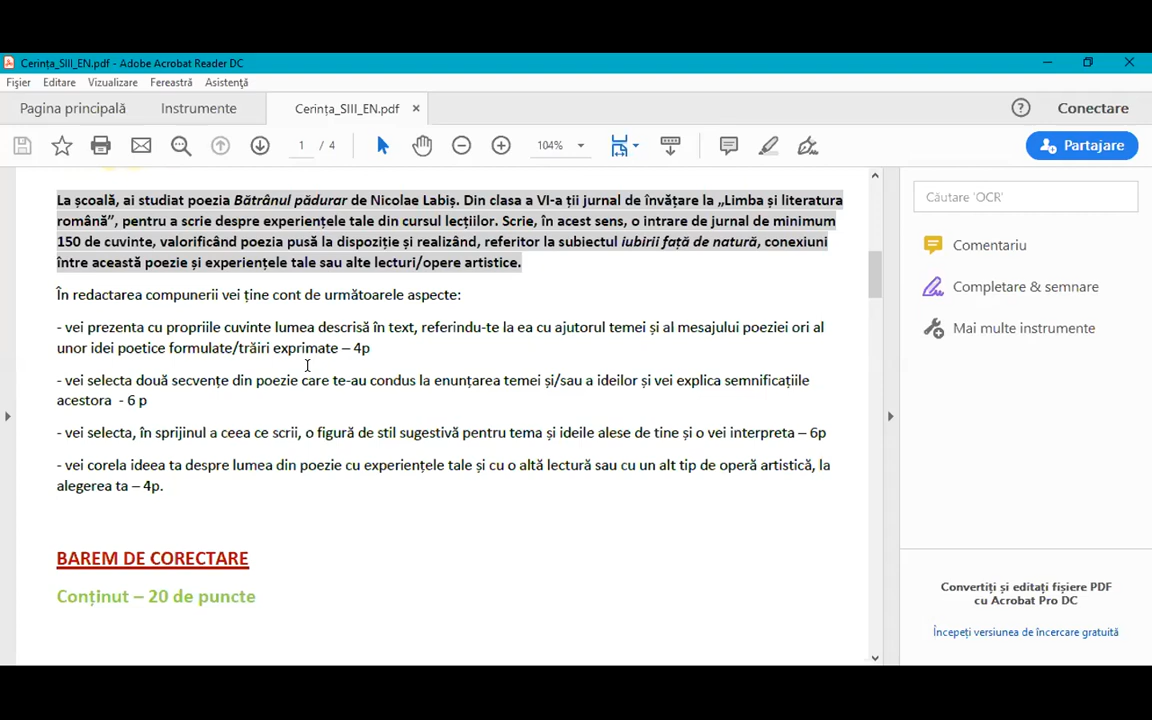 Cerința_SIII_EN.pdf - Adobe Acrobat Reader DC
Fișier Editare Vizualizare Fereastră Asistență
Pagina principală Instrumente Cerința_SIII_EN.pdf × Conectare
1 / 4 104% Partajare
La școală, ai studiat poezia Bătrânul pădurar de Nicolae Labiș. Din clasa a VI-a ții jurnal de învățare la „Limba și literatura
română”, pentru a scrie despre experiențele tale din cursul lecțiilor. Scrie, în acest sens, o intrare de jurnal de minimum
150 de cuvinte, valorificând poezia pusă la dispoziție și realizând, referitor la subiectul iubirii față de natură, conexiuni
între această poezie și experiențele tale sau alte lecturi/opere artistice.
În redactarea compunerii vei ține cont de următoarele aspecte:
- vei prezenta cu propriile cuvinte lumea descrisă în text, referindu-te la ea cu ajutorul temei și al mesajului poeziei ori al
unor idei poetice formulate/trăiri exprimate – 4p
- vei selecta două secvențe din poezie care te-au condus la enunțarea temei și/sau a ideilor și vei explica semnificațiile
acestora - 6 p
- vei selecta, în sprijinul a ceea ce scrii, o figură de stil sugestivă pentru tema și ideile alese de tine și o vei interpreta – 6p
- vei corela ideea ta despre lumea din poezie cu experiențele tale și cu o altă lectură sau cu un alt tip de operă artistică, la
alegerea ta – 4p.
BAREM DE CORECTARE
Conținut – 20 de puncte
Căutare 'OCR'
Comentariu
Completare & semnare
Mai multe instrumente
Convertiți și editați fișiere PDF
cu Acrobat Pro DC
Începeți versiunea de încercare gratuită